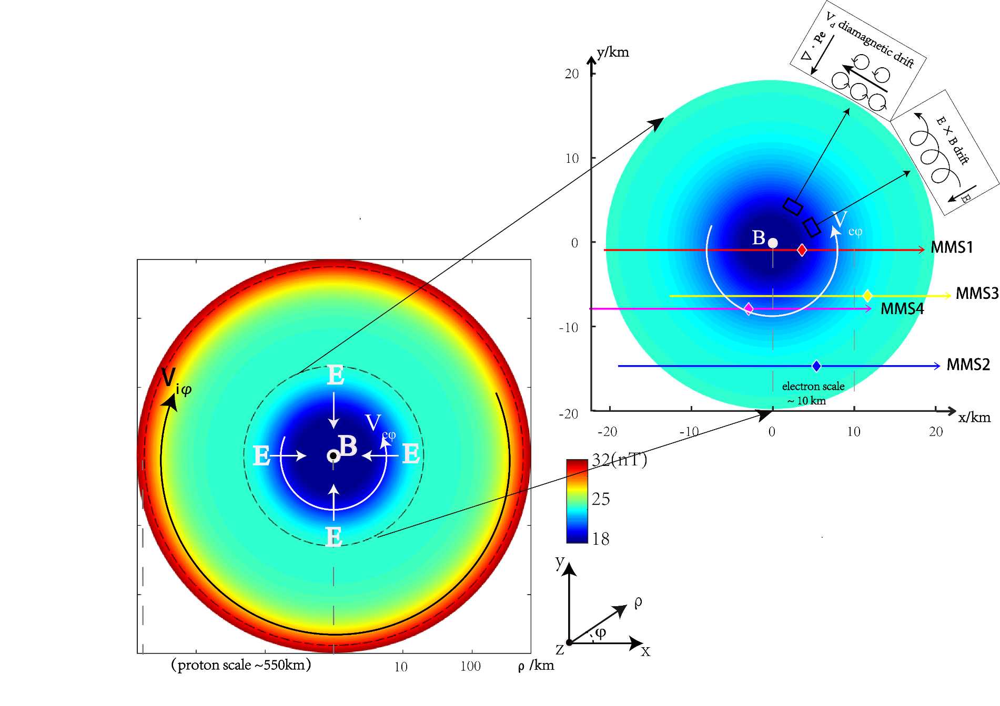 V_d diamagnetic drift
∇ · Pe
E × B drift
E
y/km
20
10
0
-10
-20
B
V_eφ
MMS1
MMS3
MMS4
MMS2
electron scale
~ 10 km
-20
-10
0
10
20
x/km
V_iφ
E
V_eφ
B
E
E
E
32(nT)
25
18
(proton scale ~550km)
10
100
ρ /km
y
ρ
φ
z
x